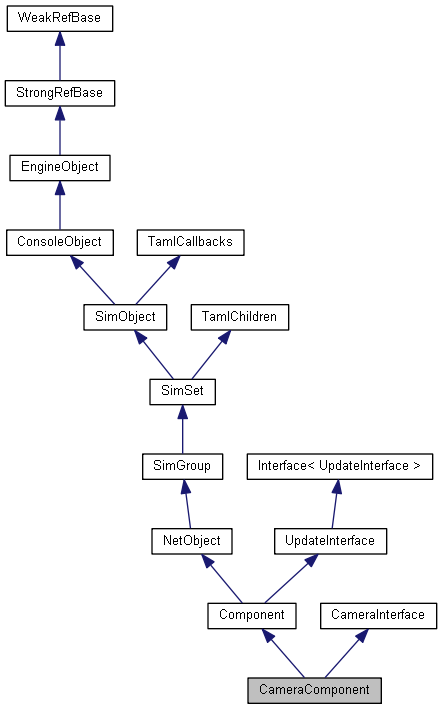 WeakRefBase
StrongRefBase
EngineObject
ConsoleObject
TamlCallbacks
SimObject
TamlChildren
SimSet
SimGroup
Interface< UpdateInterface >
NetObject
UpdateInterface
Component
CameraInterface
CameraComponent